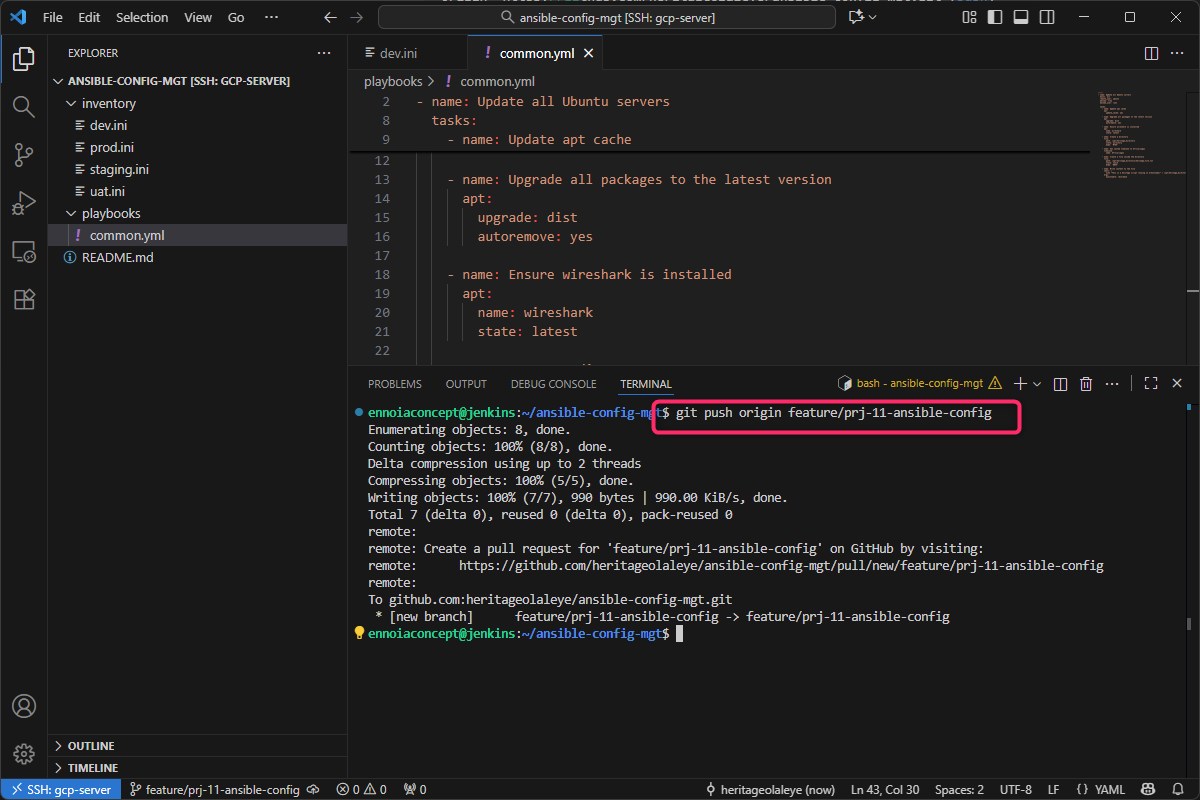 File Edit Selection View Go ···
ansible-config-mgt [SSH: gcp-server]
EXPLORER
ANSIBLE-CONFIG-MGT [SSH: GCP-SERVER]
inventory
dev.ini
prod.ini
staging.ini
uat.ini
playbooks
! common.yml
README.md
OUTLINE
TIMELINE
dev.ini
! common.yml
playbooks > ! common.yml
2 - name: Update all Ubuntu servers
8 tasks:
9 - name: Update apt cache
12
13 - name: Upgrade all packages to the latest version
14 apt:
15 upgrade: dist
16 autoremove: yes
17
18 - name: Ensure wireshark is installed
19 apt:
20 name: wireshark
21 state: latest
22
PROBLEMS OUTPUT DEBUG CONSOLE TERMINAL
bash - ansible-config-mgt
ennoiaconcept@jenkins:~/ansible-config-mgt$ git push origin feature/prj-11-ansible-config
Enumerating objects: 8, done.
Counting objects: 100% (8/8), done.
Delta compression using up to 2 threads
Compressing objects: 100% (5/5), done.
Writing objects: 100% (7/7), 990 bytes | 990.00 KiB/s, done.
Total 7 (delta 0), reused 0 (delta 0), pack-reused 0
remote:
remote: Create a pull request for 'feature/prj-11-ansible-config' on GitHub by visiting:
remote: https://github.com/heritageolaleye/ansible-config-mgt/pull/new/feature/prj-11-ansible-config
remote:
To github.com:heritageolaleye/ansible-config-mgt.git
* [new branch] feature/prj-11-ansible-config -> feature/prj-11-ansible-config
ennoiaconcept@jenkins:~/ansible-config-mgt$
SSH: gcp-server feature/prj-11-ansible-config 0 0 0 heritageolaleye (now) Ln 43, Col 30 Spaces: 2 UTF-8 LF {} YAML